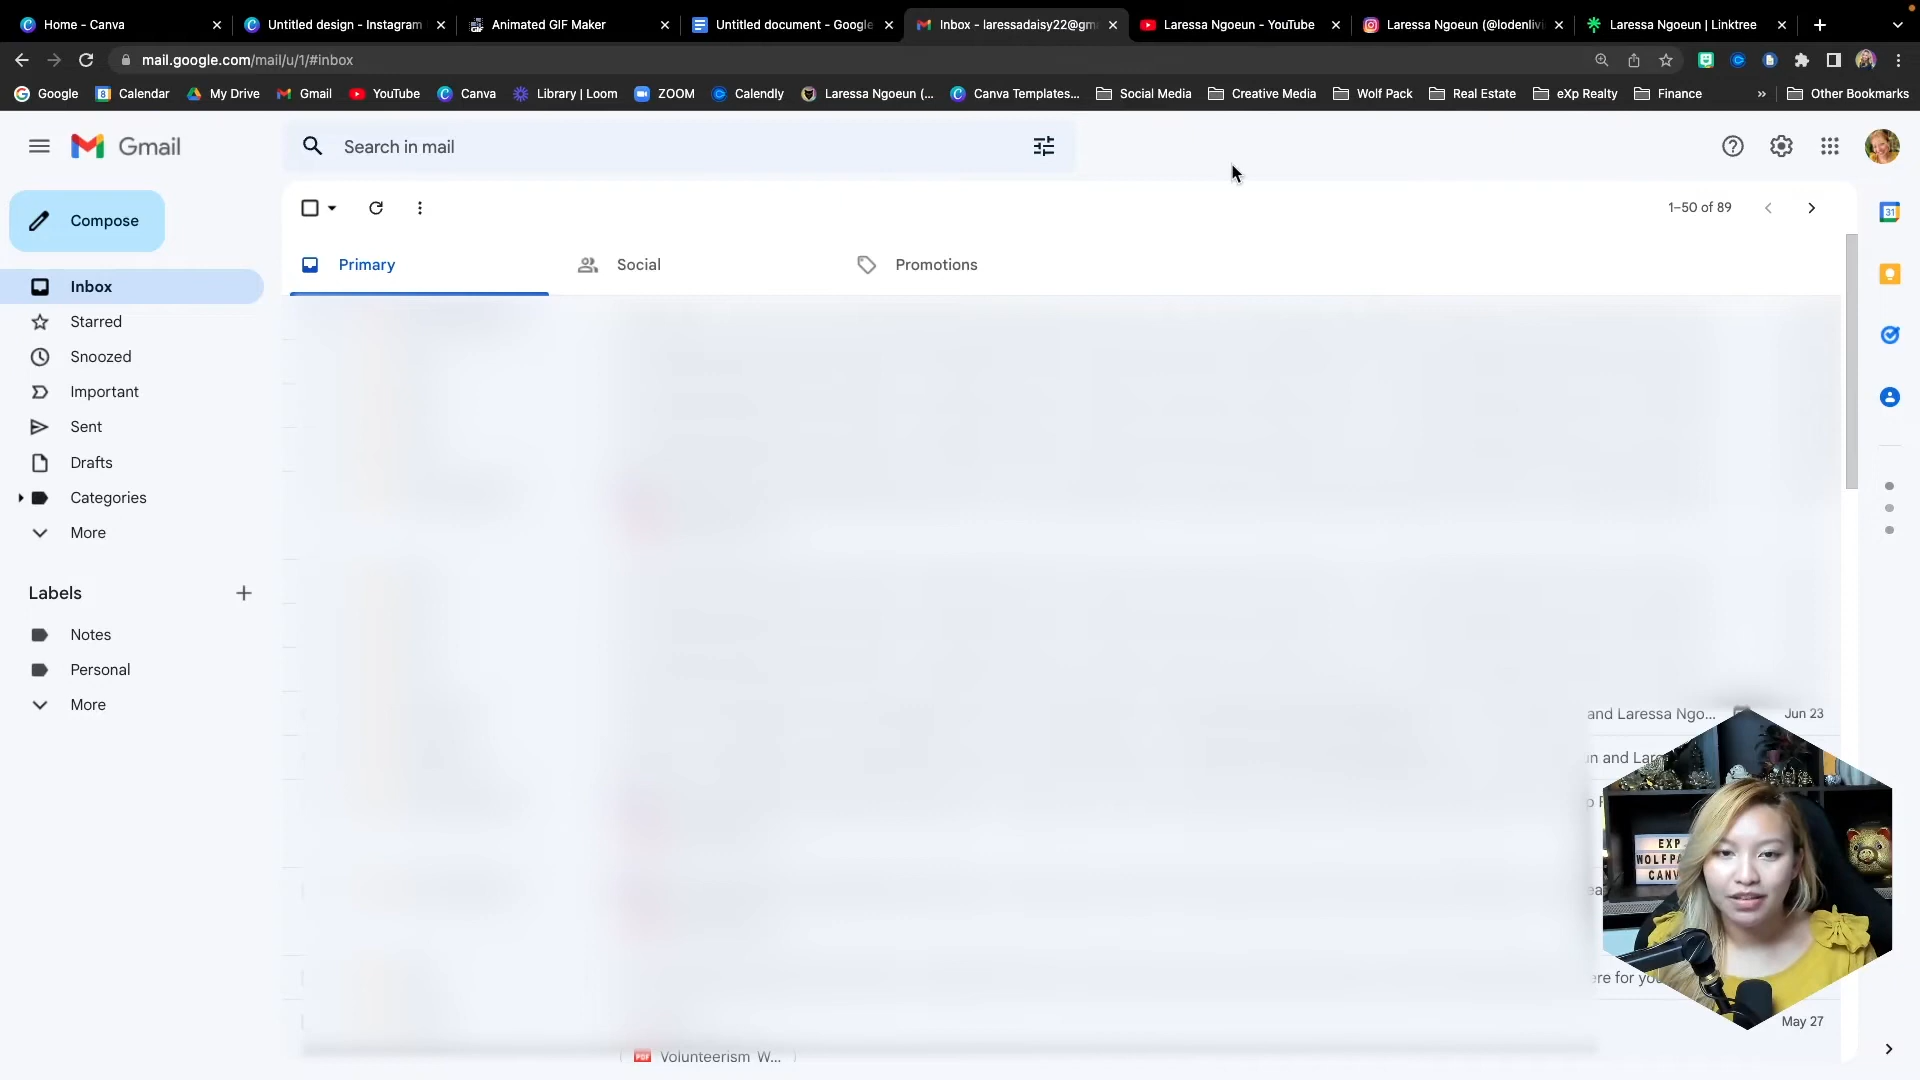 Home - Canva
Untitled design - Instagram
Animated GIF Maker
Untitled document - Google
Inbox - laressadaisy22@gm
Laressa Ngoeun - YouTube
Laressa Ngoeun (@lodenlivi
Laressa Ngoeun | Linktree
mail.google.com/mail/u/1/#inbox
Google
Calendar
My Drive
Gmail
YouTube
Canva
Library | Loom
ZOOM
Calendly
Laressa Ngoeun (...
Canva Templates...
Social Media
Creative Media
Wolf Pack
Real Estate
eXp Realty
Finance
Other Bookmarks
Gmail
Search in mail
Compose
1–50 of 89
Primary
Social
Promotions
Inbox
Starred
Snoozed
Important
Sent
Drafts
Categories
More
Labels
Notes
Personal
More
and Laressa Ngo...
Jun 23
and
EXP
CANV
ere for
May 27
PDF
Volunteerism W...